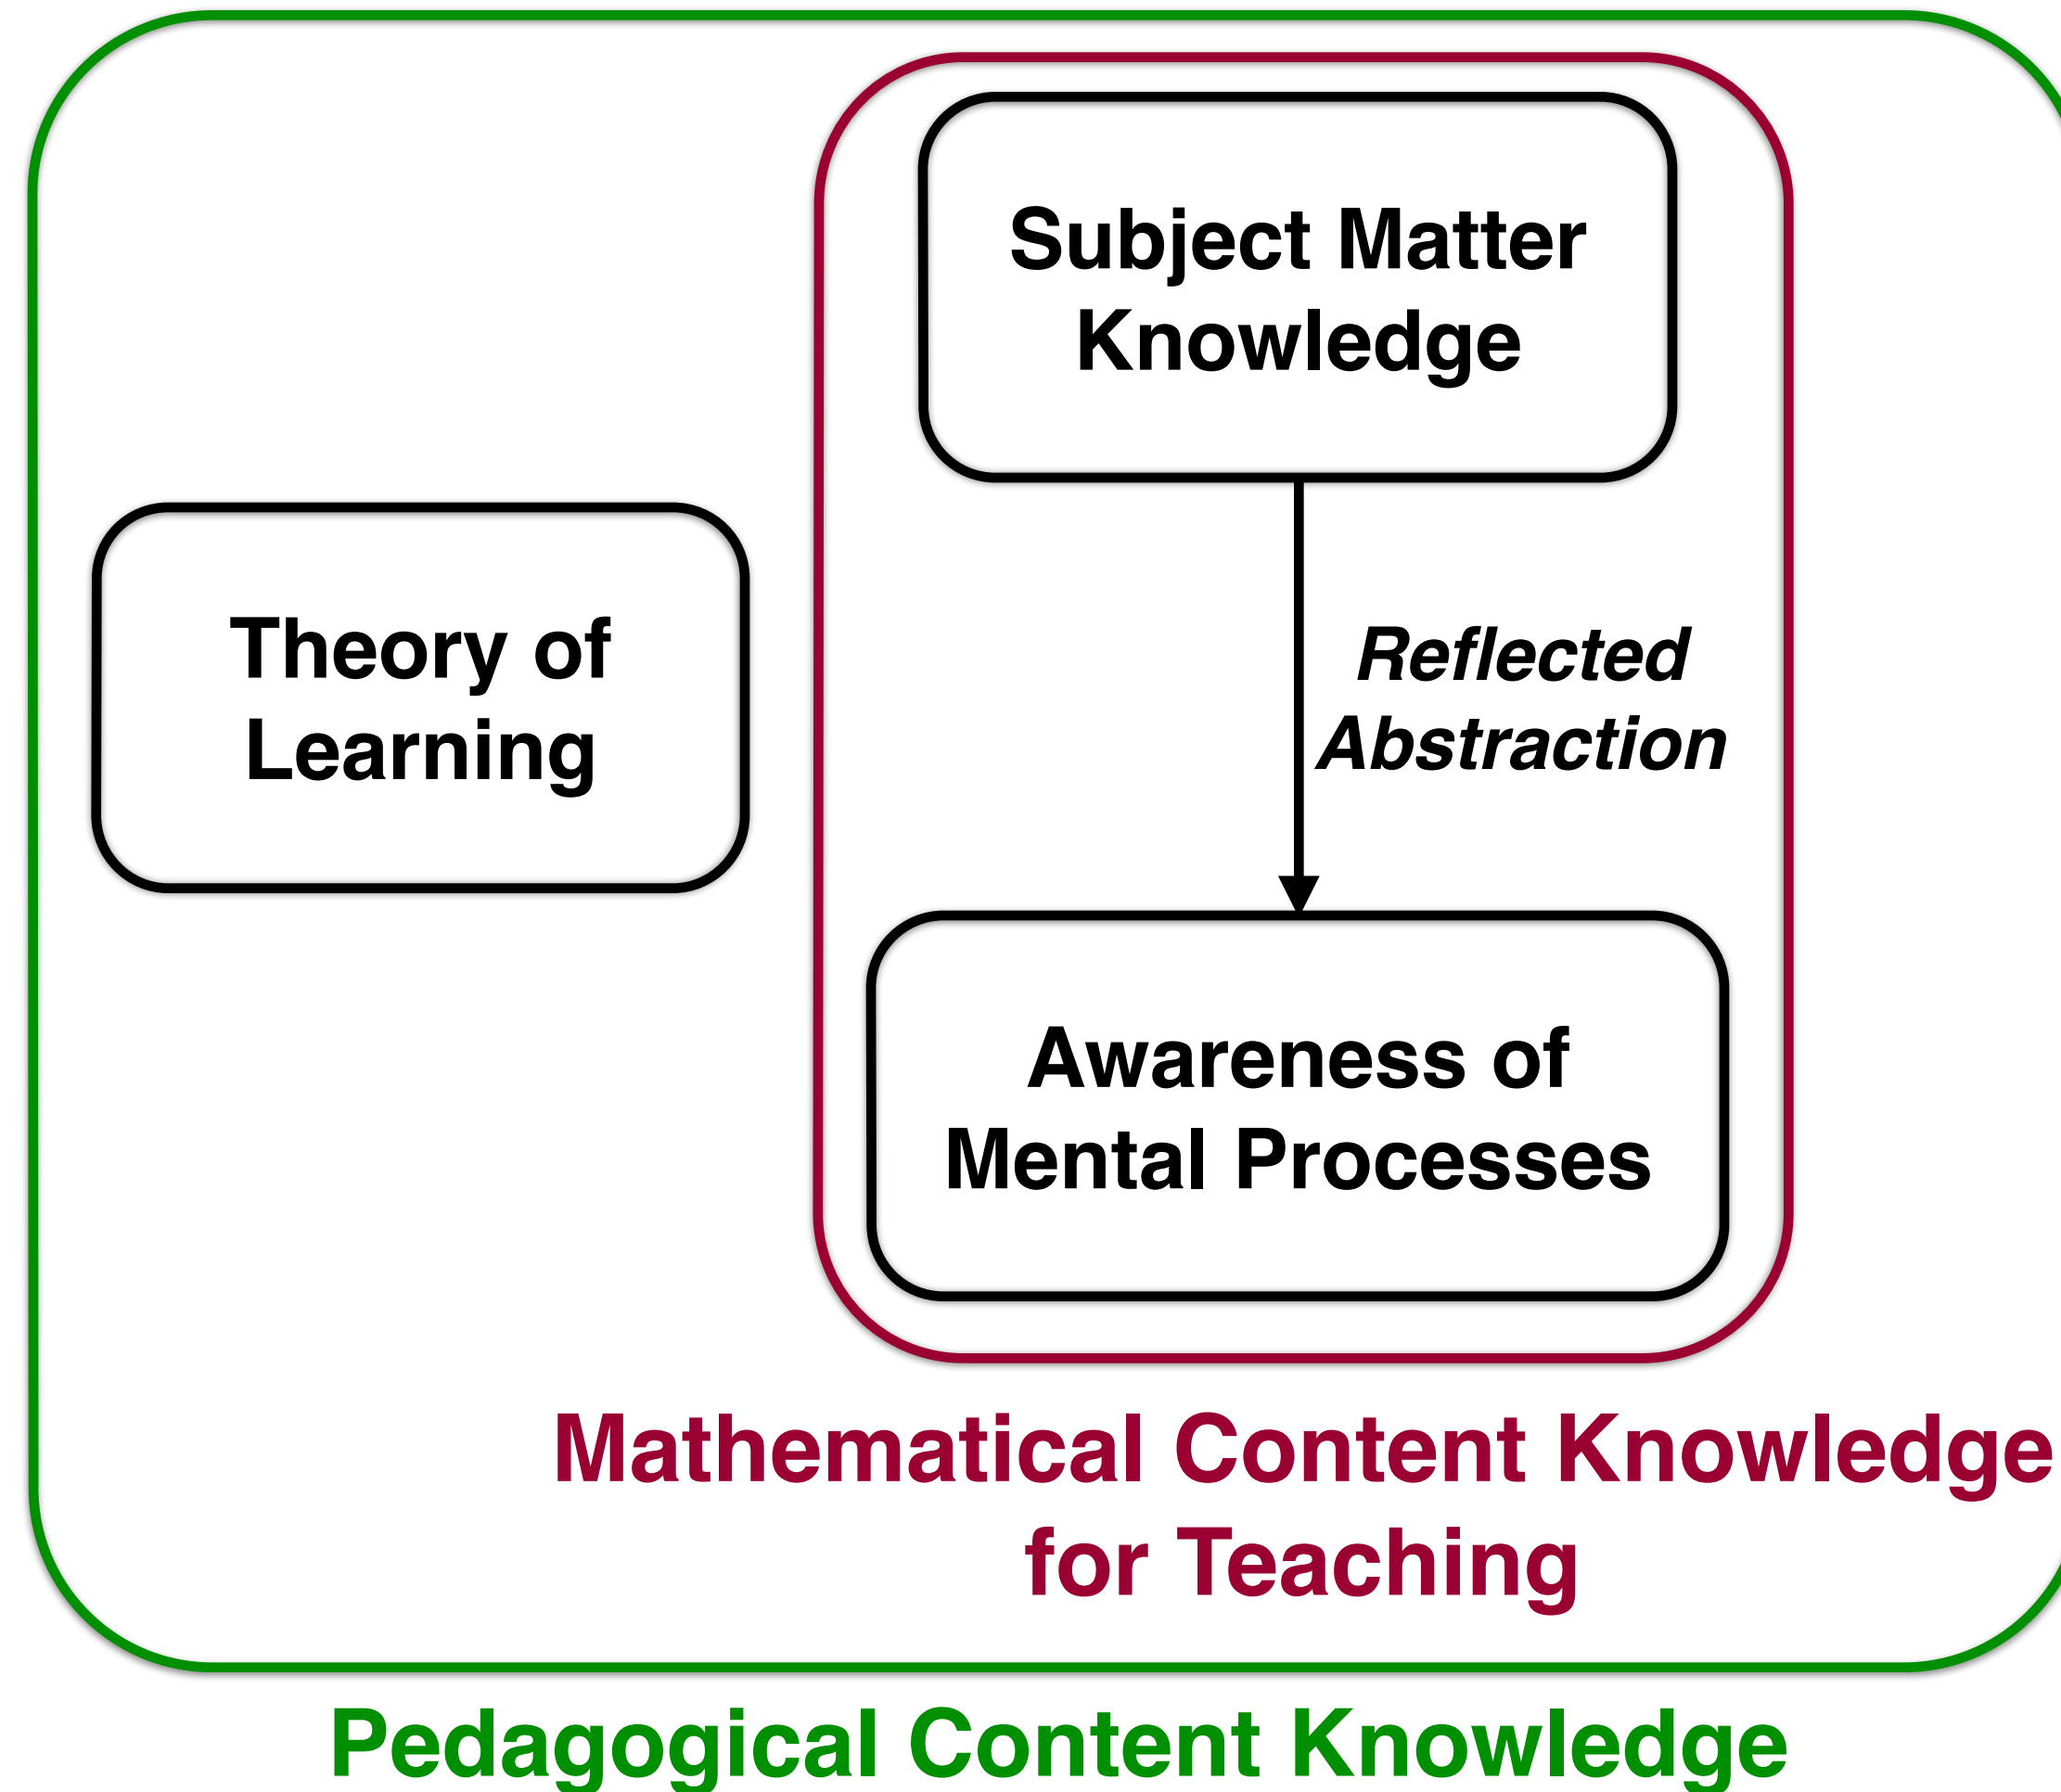 Subject Matter
Knowledge
Theory of
Learning
Reflected
Abstraction
Awareness of
Mental Processes
Mathematical Content Knowledge
for Teaching
Pedagogical Content Knowledge